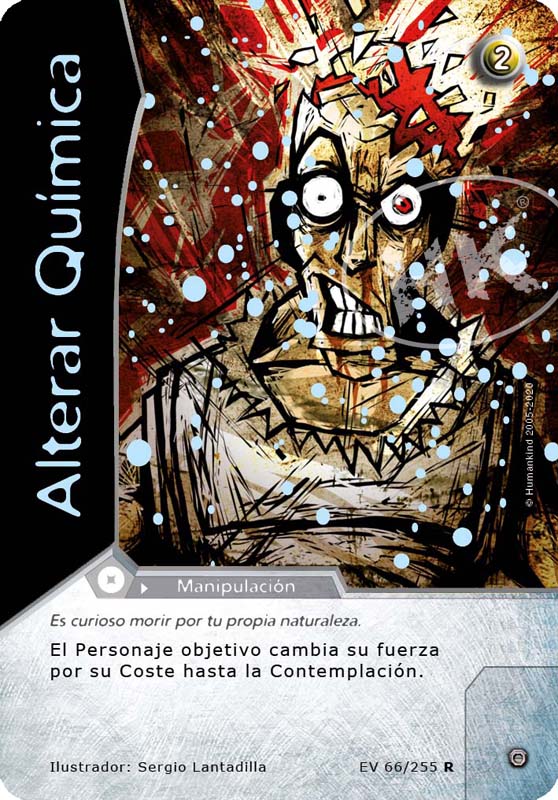 Alterar Química
2
HK®
© Humankind 2005-2020
Manipulación
Es curioso morir por tu propia naturaleza.
El Personaje objetivo cambia su fuerza
por su Coste hasta la Contemplación.
Ilustrador: Sergio Lantadilla
EV 66/255 R